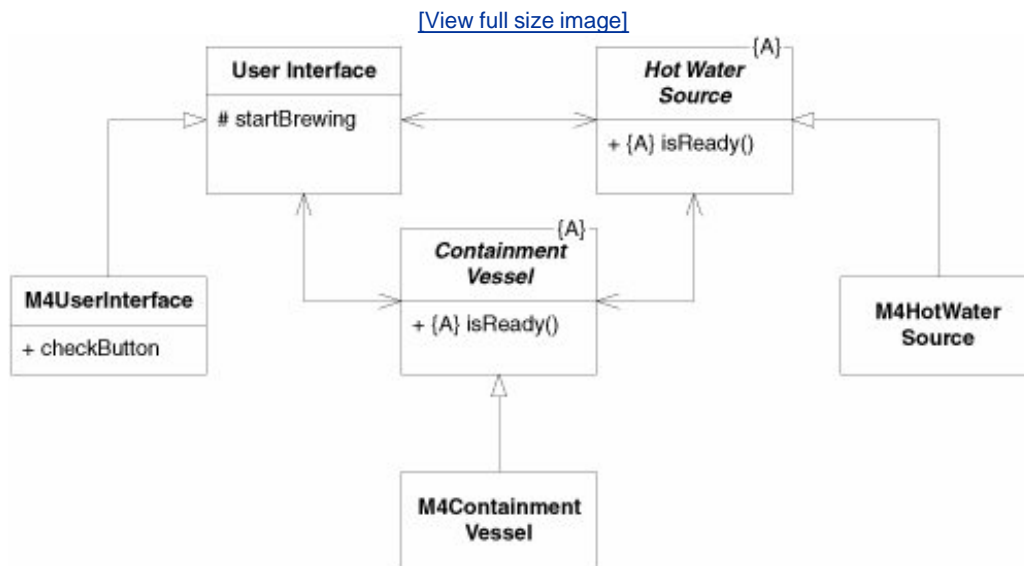 [View full size image]
User Interface
# startBrewing
{A}
Hot Water
Source
+ {A} isReady()
{A}
Containment
Vessel
+ {A} isReady()
M4UserInterface
+ checkButton
M4HotWater
Source
M4Containment
Vessel